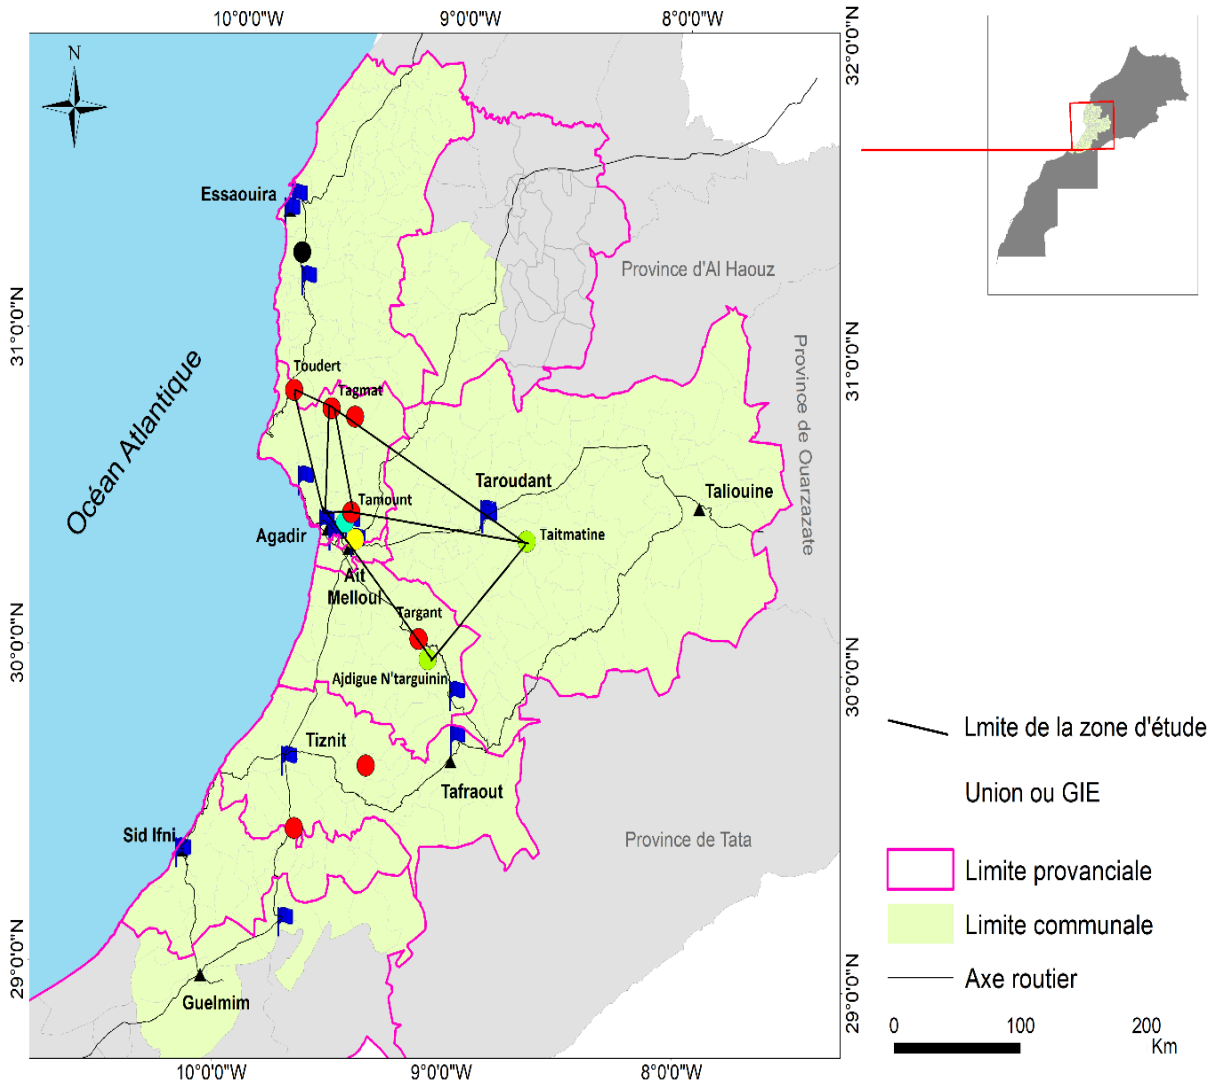 10°0'0"W
9°0'0"W
8°0'0"W
32°0'0"N
N
Essaouira
Province d'Al Haouz
31°0'0"N
31°0'0"N
Océan Atlantique
Toudert
Tagmat
Province de Ouarzazate
Taroudant
Taliouine
Tamount
Agadir
Taitmatine
Ait
Melloul
Targant
30°0'0"N
30°0'0"N
Ajdigue N'targuinin
Tiznit
Tafraout
Sid Ifni
Province de Tata
29°0'0"N
29°0'0"N
Guelmim
10°0'0"W
9°0'0"W
8°0'0"W
Lmite de la zone d'étude
Union ou GIE
Limite provanciale
Limite communale
Axe routier
0
100
200
Km